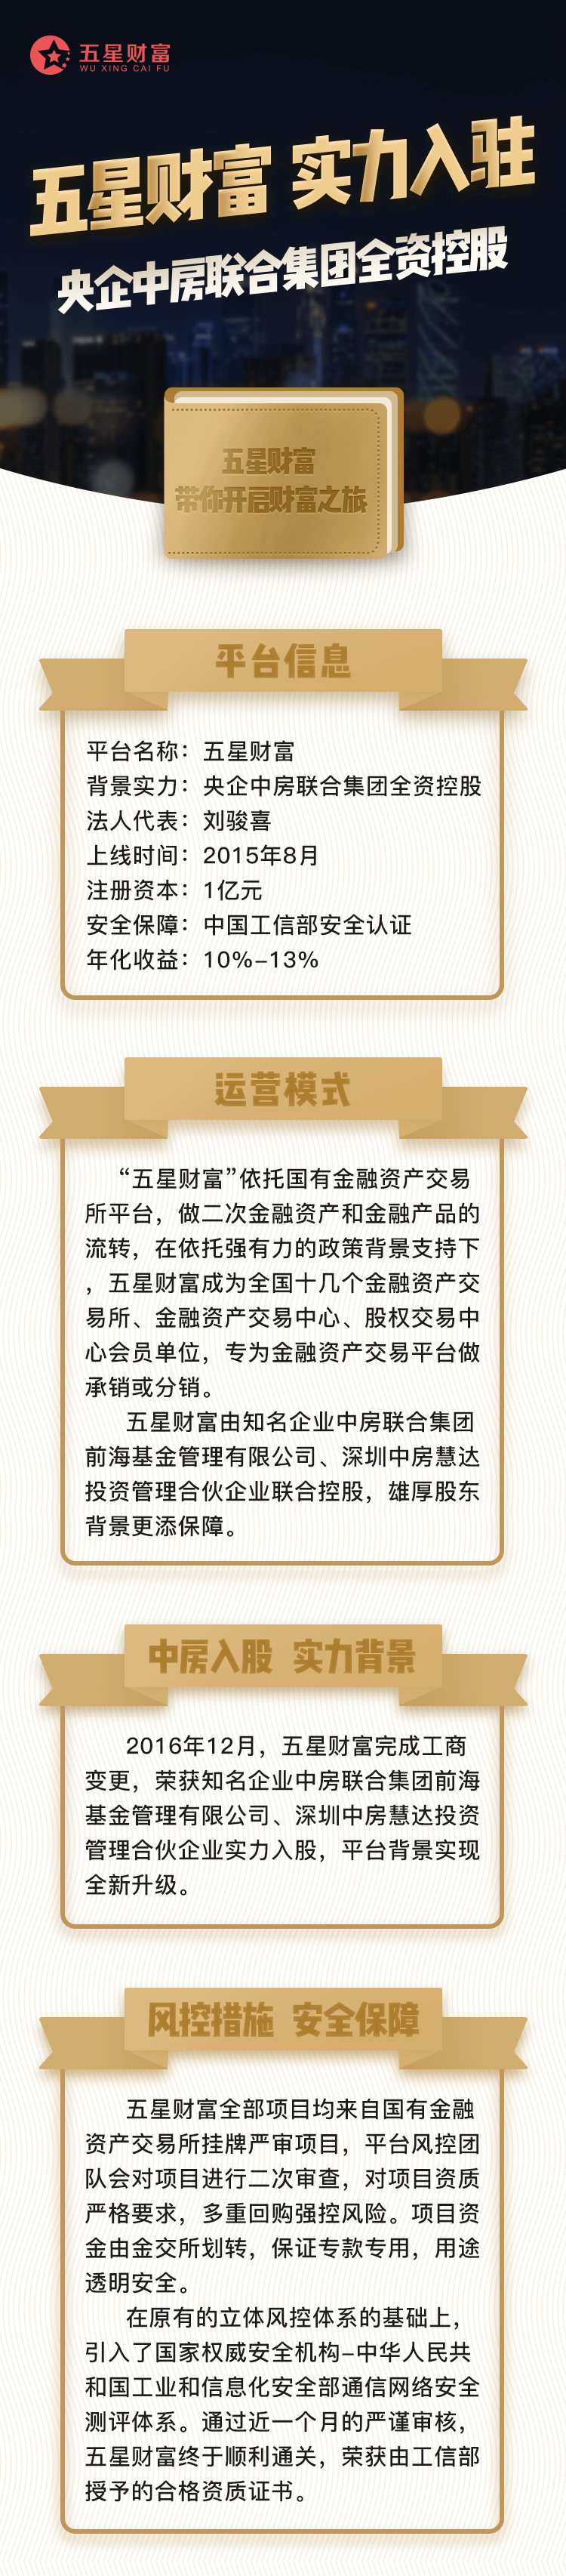 五星财富
WU XING CAI FU
五星财富 实力入驻
央企中房联合集团全资控股
五星财富
带你开启财富之旅
平台信息
平台名称：五星财富
背景实力：央企中房联合集团全资控股
法人代表：刘骏喜
上线时间：2015年8月
注册资本：1亿元
安全保障：中国工信部安全认证
年化收益：10%-13%
运营模式
“五星财富”依托国有金融资产交易
所平台，做二次金融资产和金融产品的
流转，在依托强有力的政策背景支持下
，五星财富成为全国十几个金融资产交
易所、金融资产交易中心、股权交易中
心会员单位，专为金融资产交易平台做
承销或分销。
五星财富由知名企业中房联合集团
前海基金管理有限公司、深圳中房慧达
投资管理合伙企业联合控股，雄厚股东
背景更添保障。
中房入股 实力背景
2016年12月，五星财富完成工商
变更，荣获知名企业中房联合集团前海
基金管理有限公司、深圳中房慧达投资
管理合伙企业实力入股，平台背景实现
全新升级。
风控措施 安全保障
五星财富全部项目均来自国有金融
资产交易所挂牌严审项目，平台风控团
队会对项目进行二次审查，对项目资质
严格要求，多重回购强控风险。项目资
金由金交所划转，保证专款专用，用途
透明安全。
在原有的立体风控体系的基础上，
引入了国家权威安全机构-中华人民共
和国工业和信息化安全部通信网络安全
测评体系。通过近一个月的严谨审核，
五星财富终于顺利通关，荣获由工信部
授予的合格资质证书。